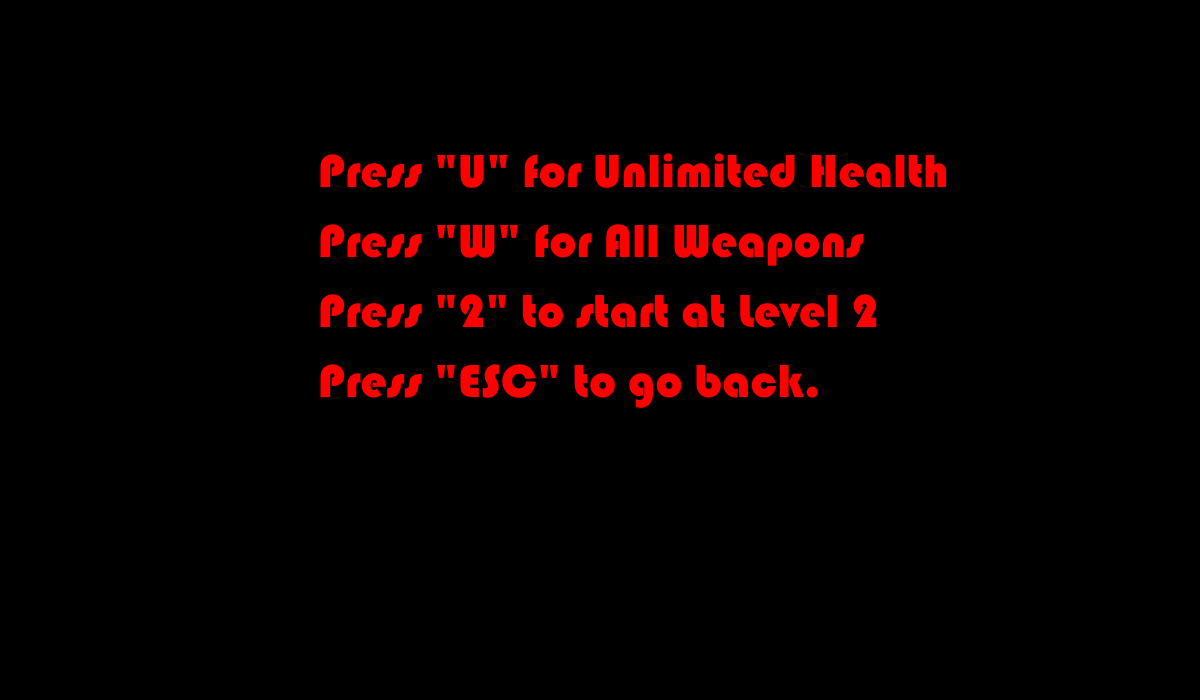 Press "U" for Unlimited Health
Press "W" for All Weapons
Press "2" to start at Level 2
Press "ESC" to go back.